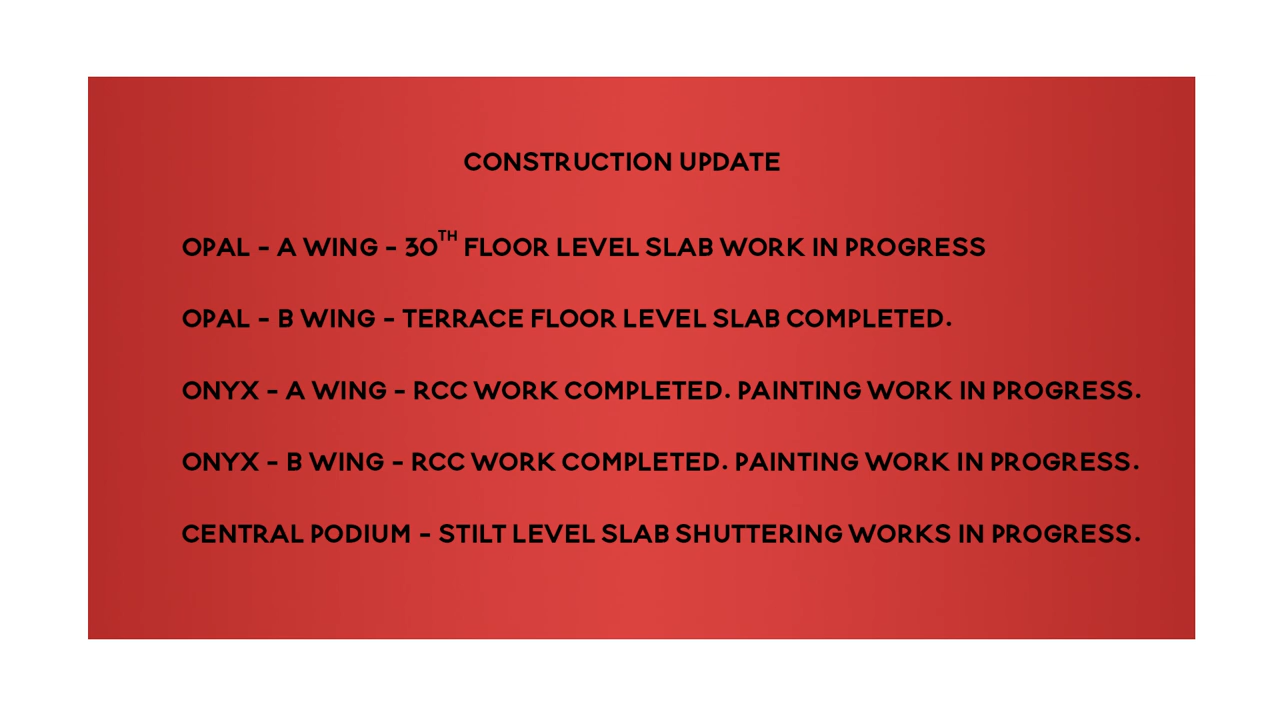 CONSTRUCTION UPDATE
OPAL - A WING - 30TH FLOOR LEVEL SLAB WORK IN PROGRESS
OPAL - B WING - TERRACE FLOOR LEVEL SLAB COMPLETED.
ONYX - A WING - RCC WORK COMPLETED. PAINTING WORK IN PROGRESS.
ONYX - B WING - RCC WORK COMPLETED. PAINTING WORK IN PROGRESS.
CENTRAL PODIUM - STILT LEVEL SLAB SHUTTERING WORKS IN PROGRESS.